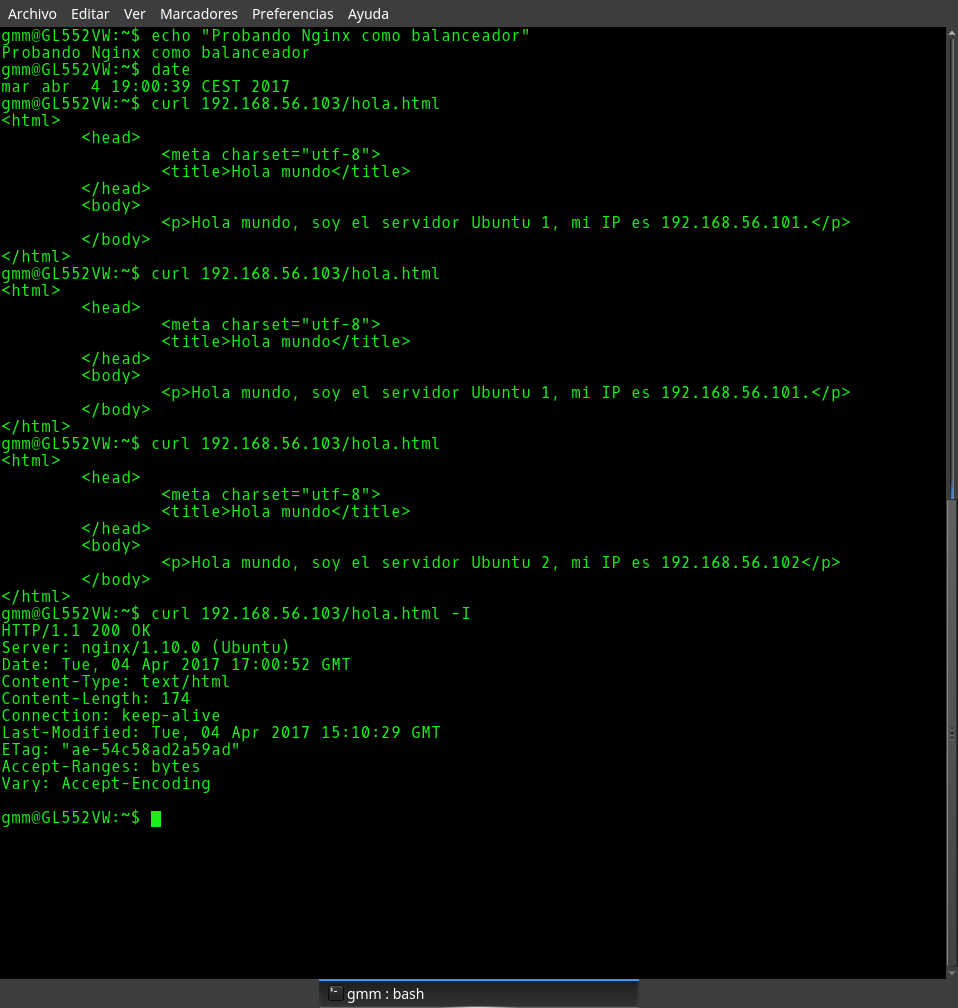 Archivo Editar Ver Marcadores Preferencias Ayuda
gmm@GL552VW:~$ echo "Probando Nginx como balanceador"
Probando Nginx como balanceador
gmm@GL552VW:~$ date
mar abr  4 19:00:39 CEST 2017
gmm@GL552VW:~$ curl 192.168.56.103/hola.html
<html>
        <head>
                <meta charset="utf-8">
                <title>Hola mundo</title>
        </head>
        <body>
                <p>Hola mundo, soy el servidor Ubuntu 1, mi IP es 192.168.56.101.</p>
        </body>
</html>
gmm@GL552VW:~$ curl 192.168.56.103/hola.html
<html>
        <head>
                <meta charset="utf-8">
                <title>Hola mundo</title>
        </head>
        <body>
                <p>Hola mundo, soy el servidor Ubuntu 1, mi IP es 192.168.56.101.</p>
        </body>
</html>
gmm@GL552VW:~$ curl 192.168.56.103/hola.html
<html>
        <head>
                <meta charset="utf-8">
                <title>Hola mundo</title>
        </head>
        <body>
                <p>Hola mundo, soy el servidor Ubuntu 2, mi IP es 192.168.56.102</p>
        </body>
</html>
gmm@GL552VW:~$ curl 192.168.56.103/hola.html -I
HTTP/1.1 200 OK
Server: nginx/1.10.0 (Ubuntu)
Date: Tue, 04 Apr 2017 17:00:52 GMT
Content-Type: text/html
Content-Length: 174
Connection: keep-alive
Last-Modified: Tue, 04 Apr 2017 15:10:29 GMT
ETag: "ae-54c58ad2a59ad"
Accept-Ranges: bytes
Vary: Accept-Encoding

gmm@GL552VW:~$
gmm : bash